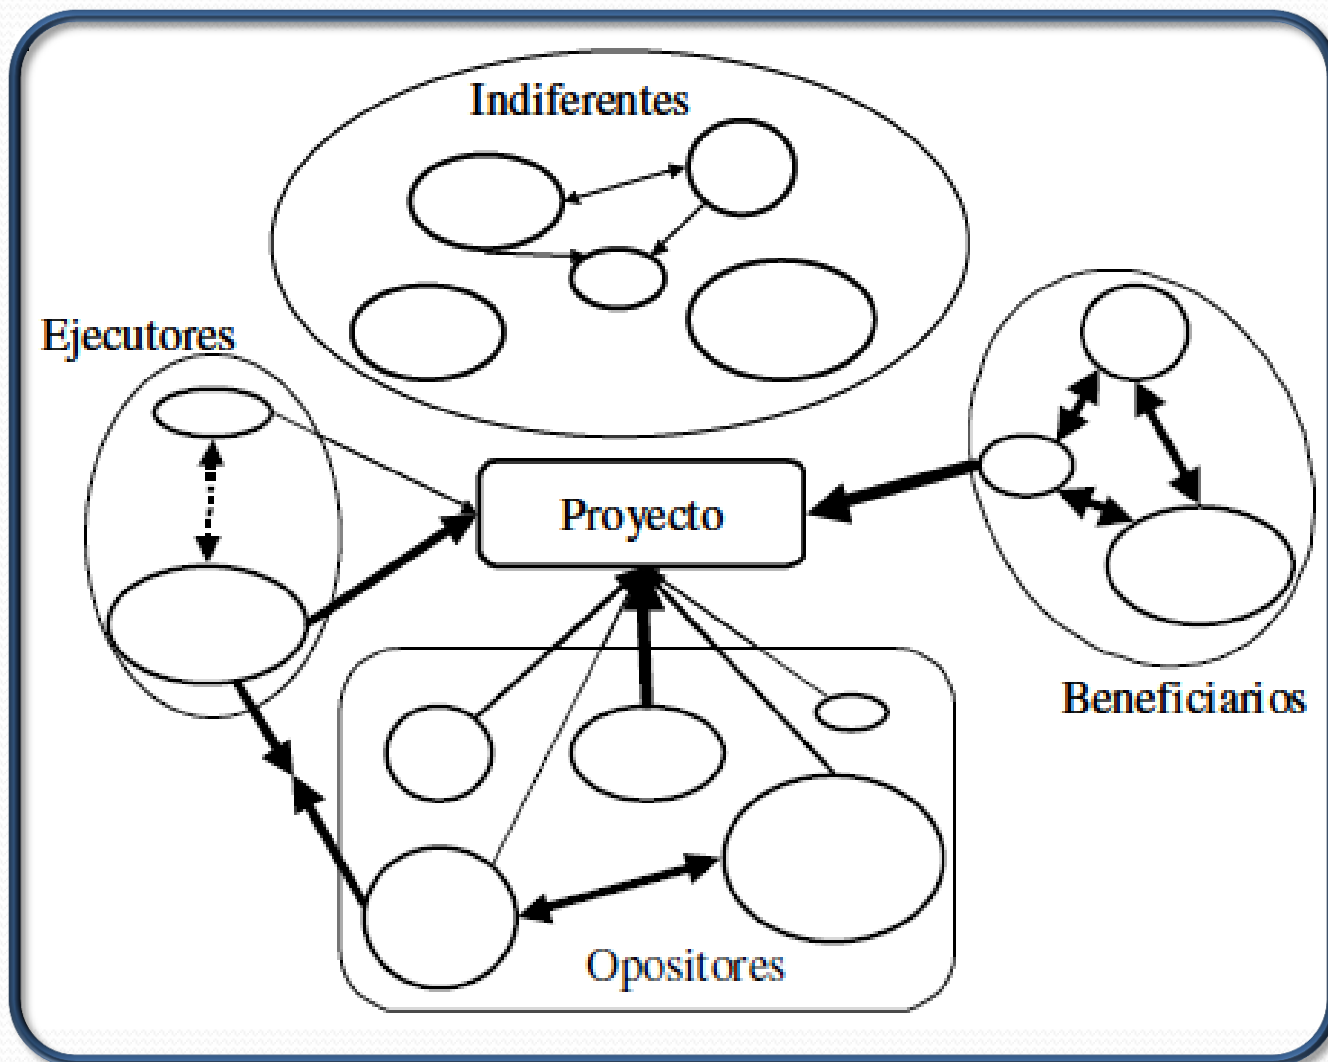 Indiferentes
Ejecutores
Proyecto
Beneficiarios
Opositores